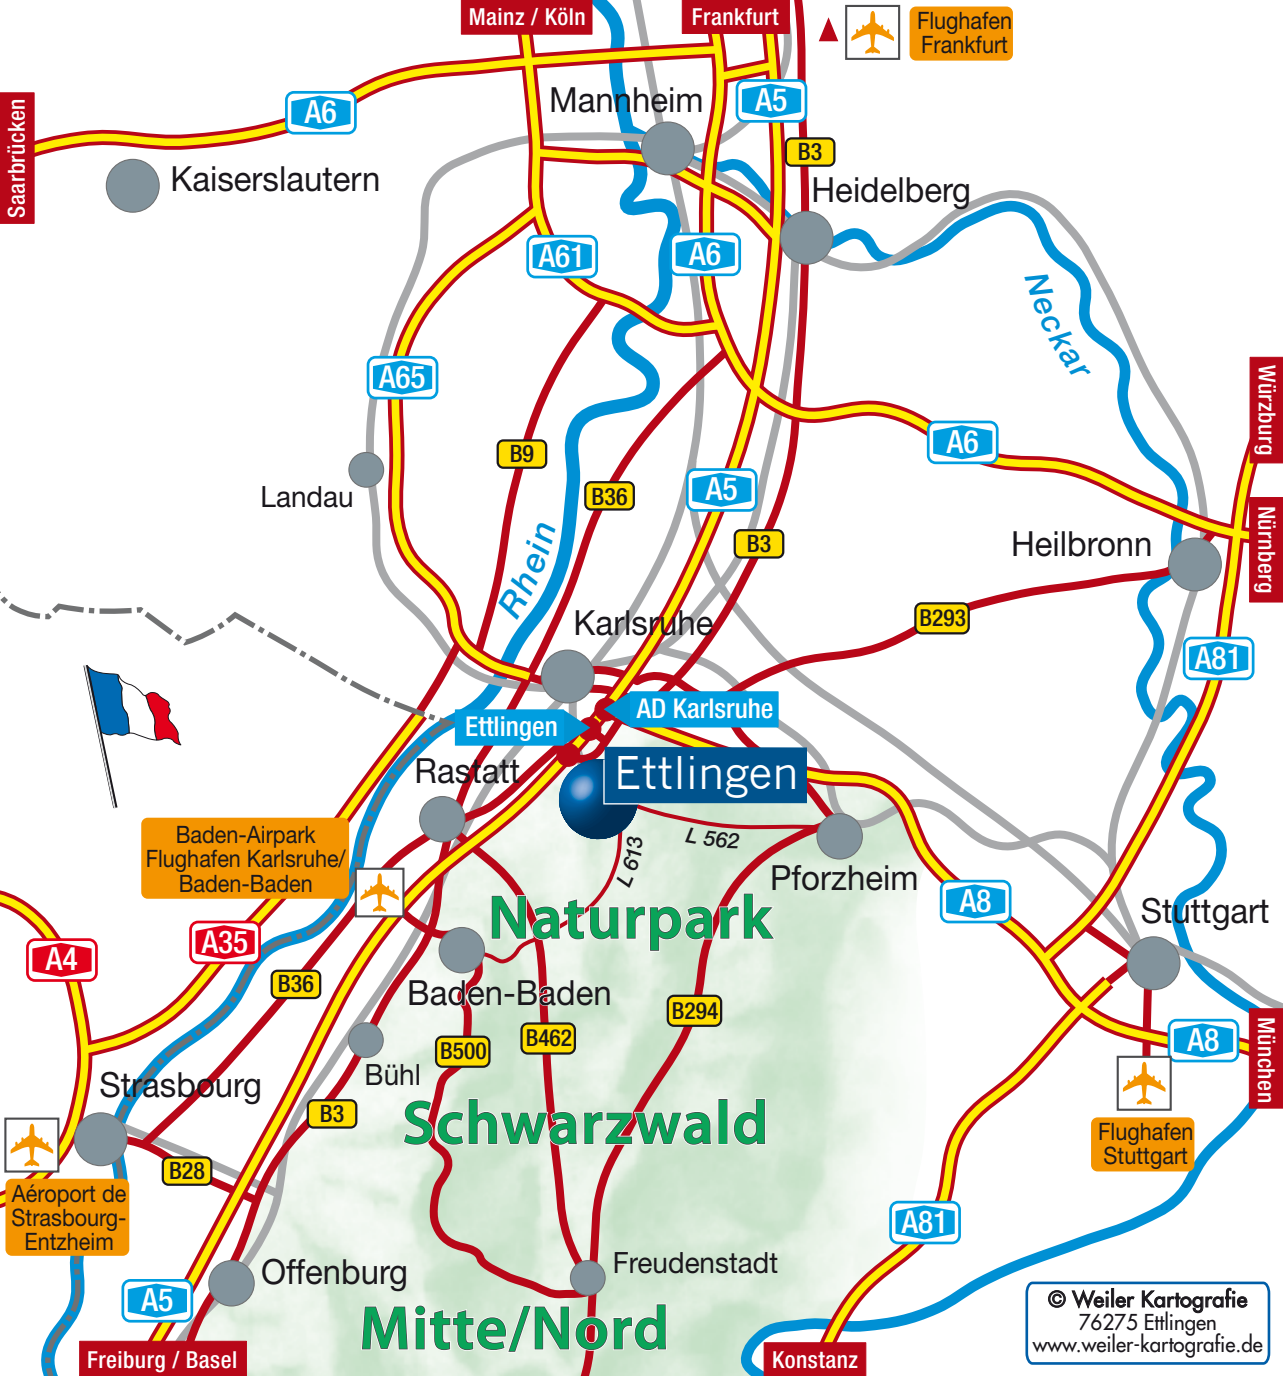 Mainz / Köln
Frankfurt
Flughafen
Frankfurt
Saarbrücken
A6
Mannheim
A5
B3
Kaiserslautern
Heidelberg
A61
A6
Neckar
A65
Würzburg
B9
A6
Landau
B36
A5
Nürnberg
B3
Heilbronn
Rhein
Karlsruhe
B293
A81
Ettlingen
AD Karlsruhe
Rastatt
Ettlingen
Baden-Airpark
Flughafen Karlsruhe/
Baden-Baden
L 562
L 613
Pforzheim
A8
Naturpark
Stuttgart
A35
A4
B36
Baden-Baden
B294
B500
B462
A8
München
Bühl
Strasbourg
B3
Schwarzwald
Flughafen
Stuttgart
B28
Aéroport de
Strasbourg-
Entzheim
A81
Offenburg
Freudenstadt
A5
Mitte/Nord
© Weiler Kartografie
76275 Ettlingen
www.weiler-kartografie.de
Freiburg / Basel
Konstanz